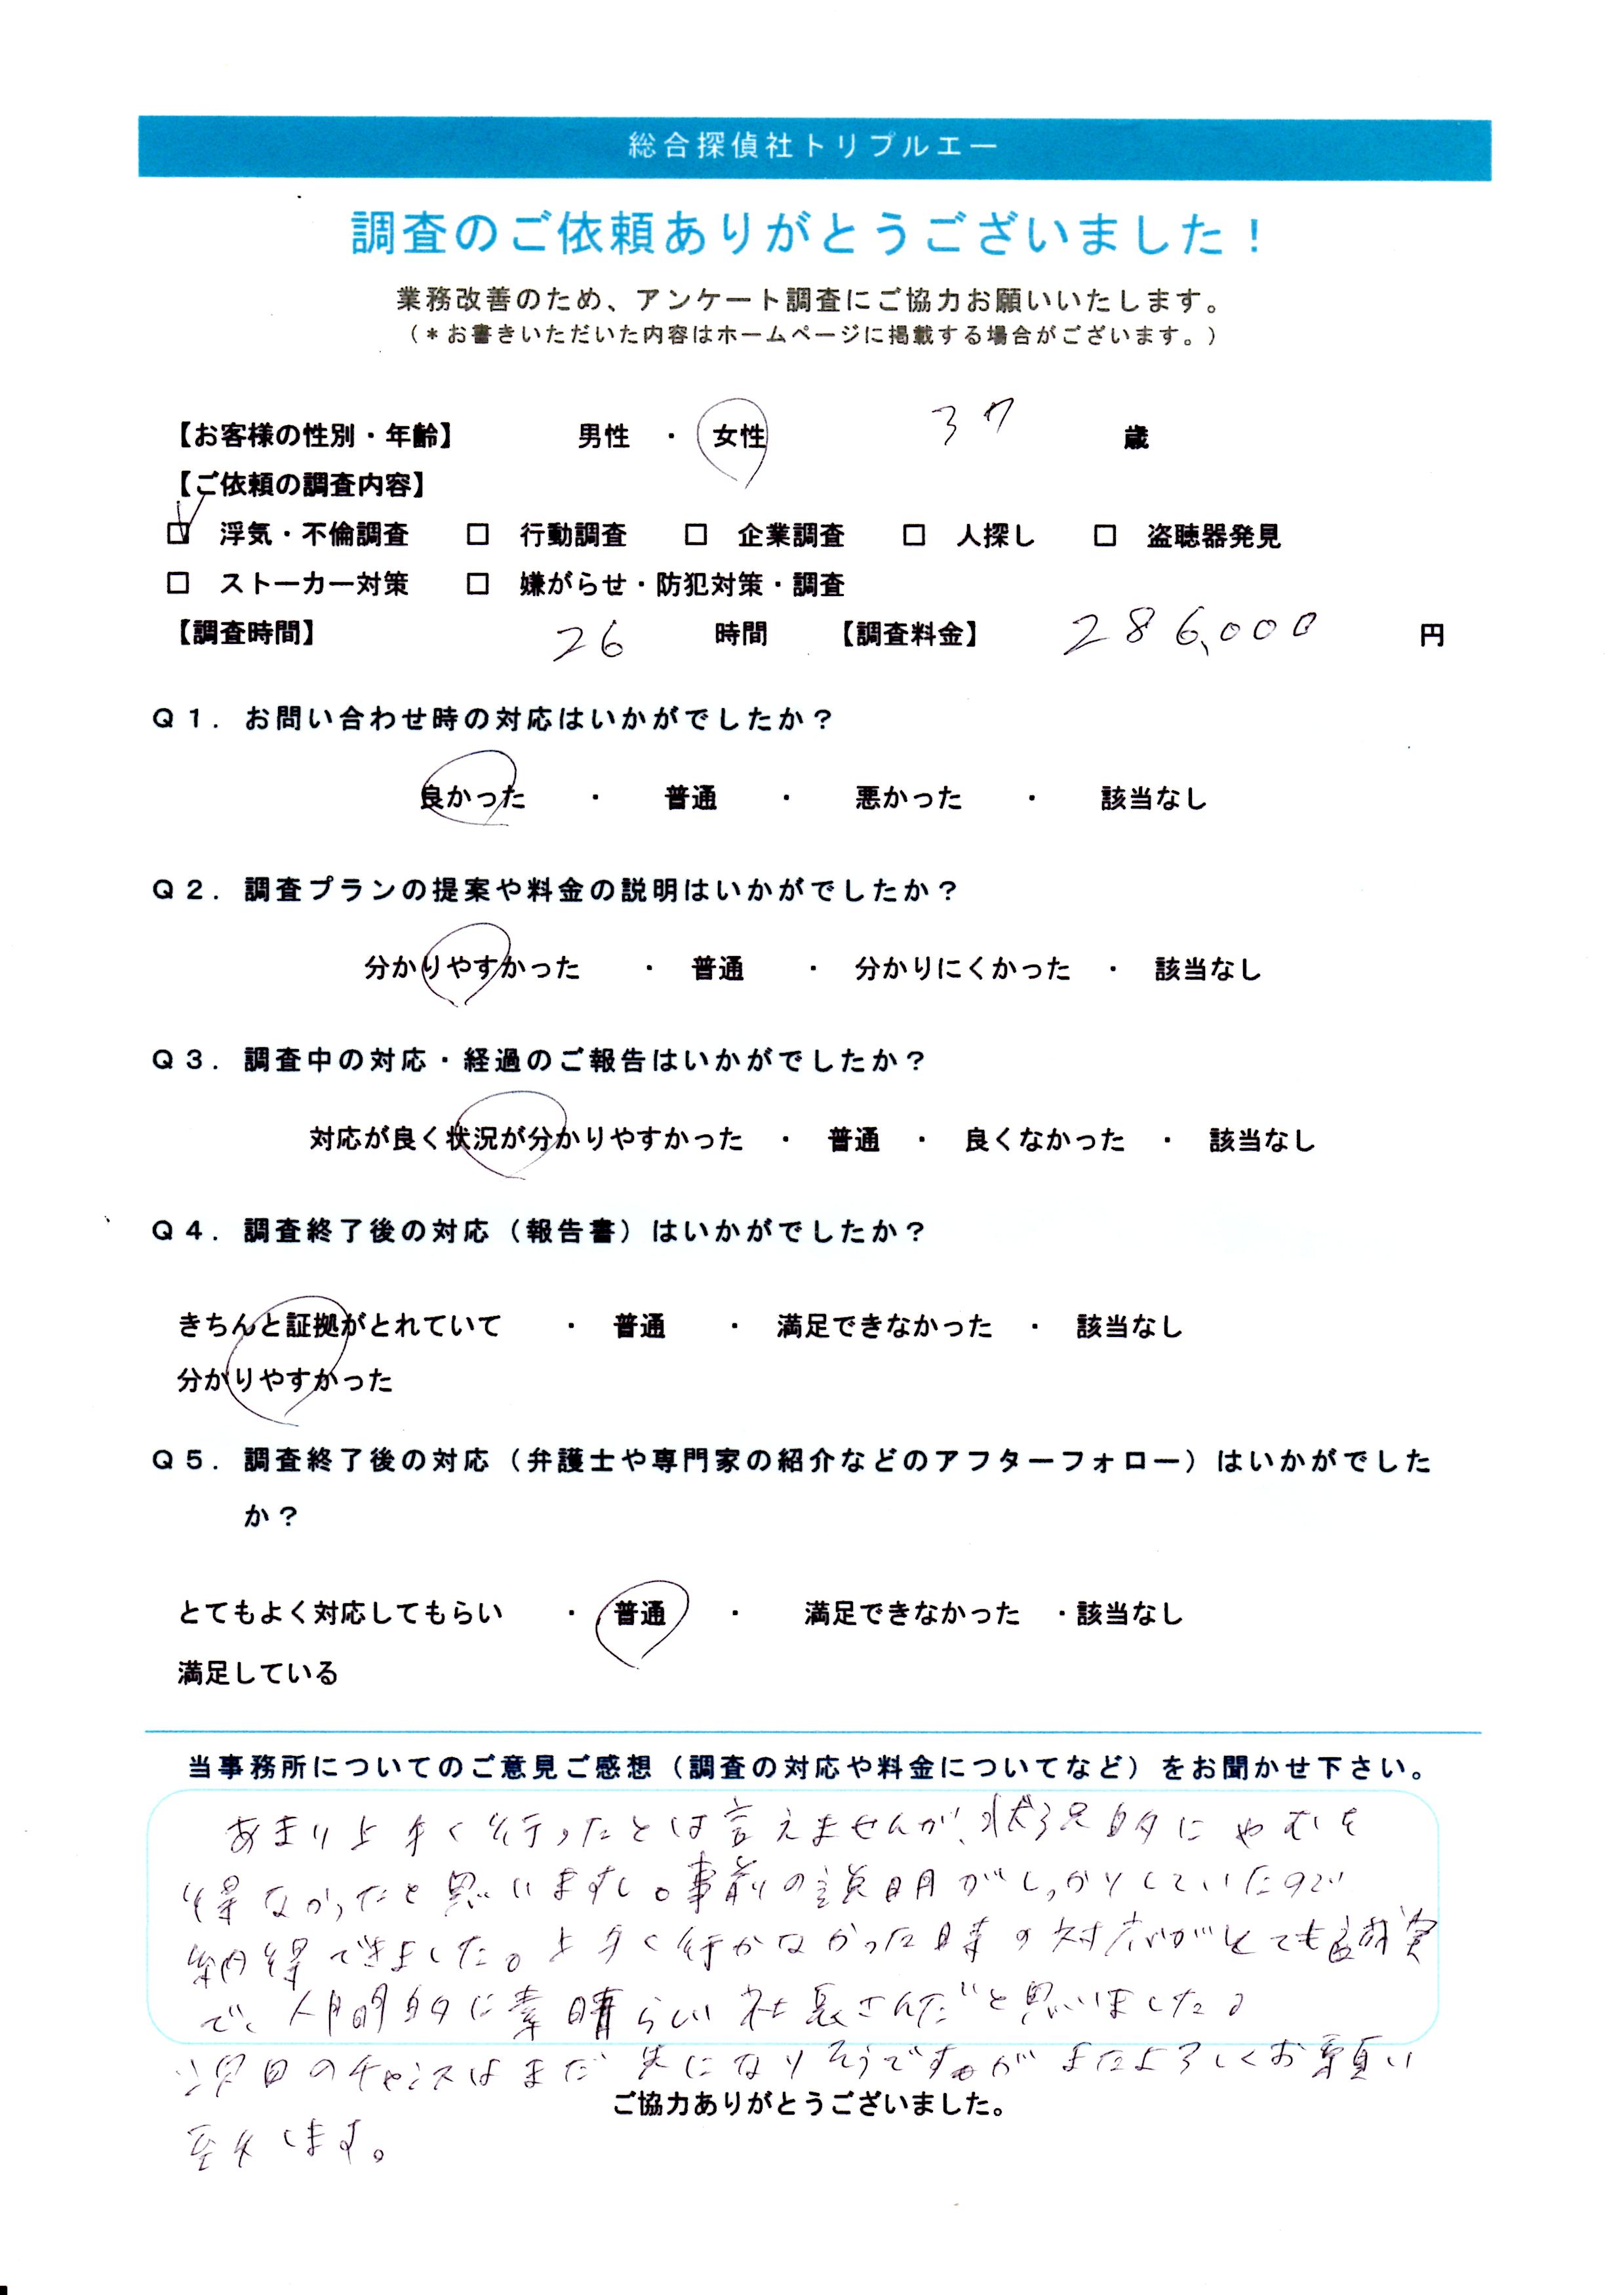 総合探偵社トリプルエー
調査のご依頼ありがとうございました！
業務改善のため、アンケート調査にご協力お願いいたします。
（＊お書きいただいた内容はホームページに掲載する場合がございます。）
【お客様の性別・年齢】 男性 ・ 女性 37 歳
【ご依頼の調査内容】
☑ 浮気・不倫調査 □ 行動調査 □ 企業調査 □ 人探し □ 盗聴器発見
□ ストーカー対策 □ 嫌がらせ・防犯対策・調査
【調査時間】 26 時間 【調査料金】 286,000 円
Ｑ１．お問い合わせ時の対応はいかがでしたか？
良かった ・ 普通 ・ 悪かった ・ 該当なし
Ｑ２．調査プランの提案や料金の説明はいかがでしたか？
分かりやすかった ・ 普通 ・ 分かりにくかった ・ 該当なし
Ｑ３．調査中の対応・経過のご報告はいかがでしたか？
対応が良く状況が分かりやすかった ・ 普通 ・ 良くなかった ・ 該当なし
Ｑ４．調査終了後の対応（報告書）はいかがでしたか？
きちんと証拠がとれていて ・ 普通 ・ 満足できなかった ・ 該当なし
分かりやすかった
Ｑ５．調査終了後の対応（弁護士や専門家の紹介などのアフターフォロー）はいかがでした
か？
とてもよく対応してもらい ・ 普通 ・ 満足できなかった ・該当なし
満足している
当事務所についてのご意見ご感想（調査の対応や料金についてなど）をお聞かせ下さい。
あまり上手く行ったとは言えませんが、状況的にやむを
得なかったと思いますし。事前の説明がしっかりしていたので
納得できました。上手く行かなかった時の対応がとても誠実
で、人間的に素晴らしい社長さんだと思いました。
次回のチャンスはまだ先になりそうですがまたよろしくお願い
ご協力ありがとうございました。
致します。